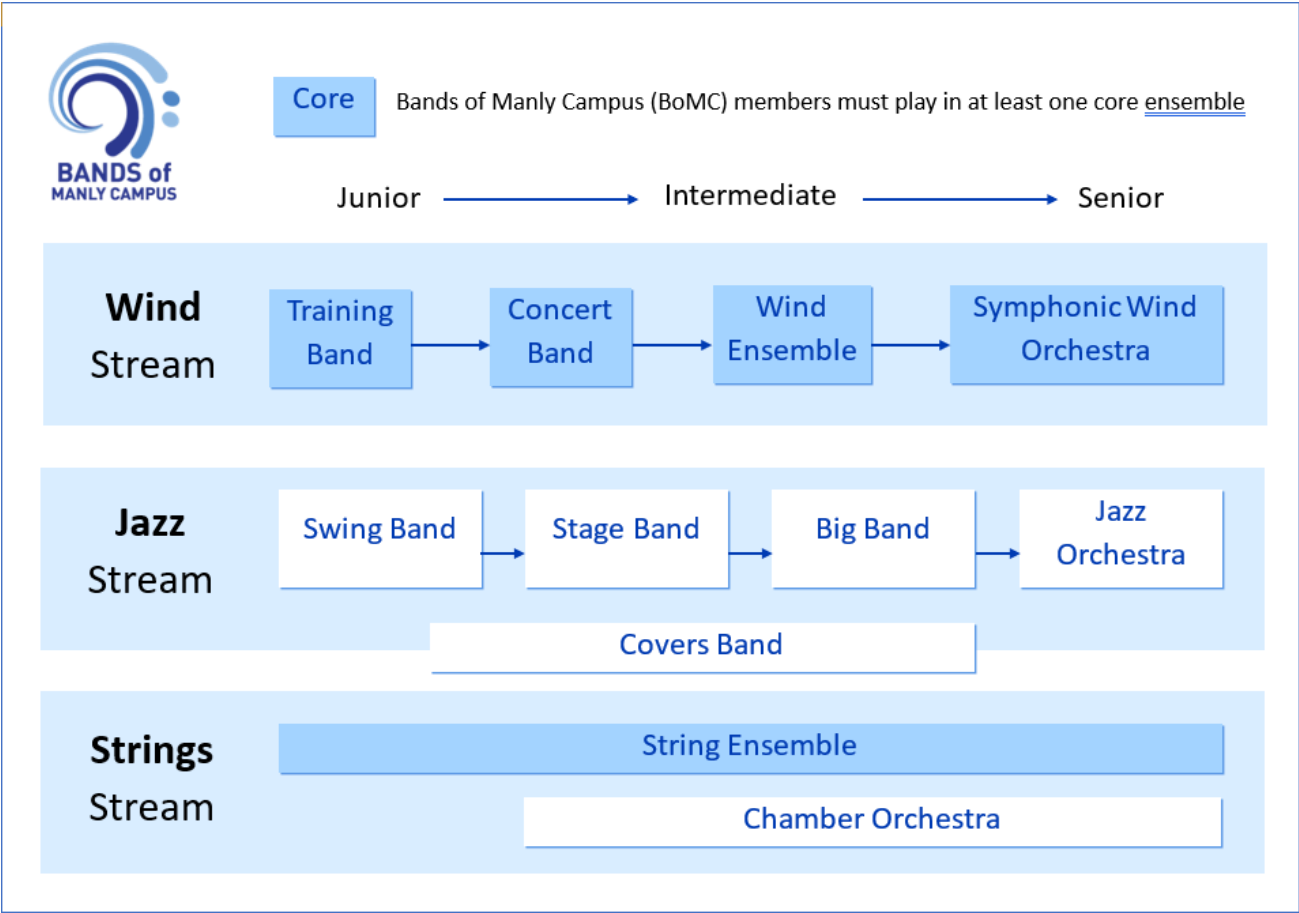 BANDS of
MANLY CAMPUS
Core
Bands of Manly Campus (BoMC) members must play in at least one core ensemble
Junior
Intermediate
Senior
Wind
Stream
Training
Band
Concert
Band
Wind
Ensemble
Symphonic Wind
Orchestra
Jazz
Stream
Swing Band
Stage Band
Big Band
Jazz
Orchestra
Covers Band
Strings
Stream
String Ensemble
Chamber Orchestra